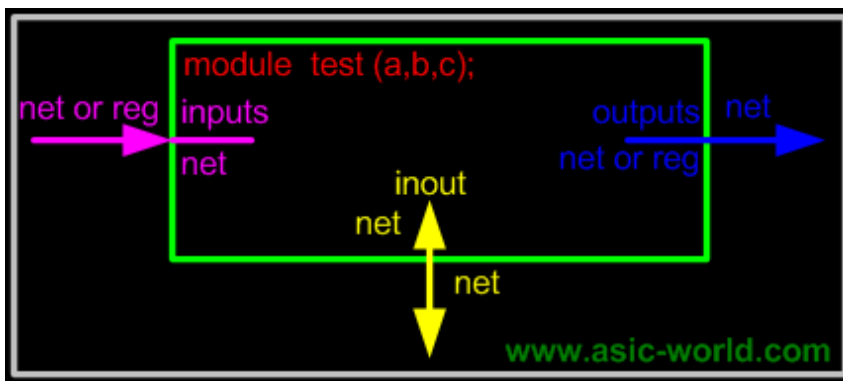 module test (a,b,c);
net or reg
inputs
net
outputs
net
net or reg
inout
net
net
www.asic-world.com